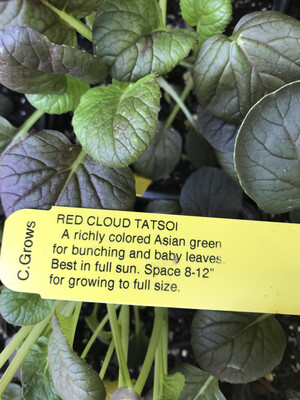 C.Grows
RED CLOUD TATSOI
A richly colored Asian green
for bunching and baby leaves.
Best in full sun. Space 8-12"
for growing to full size.